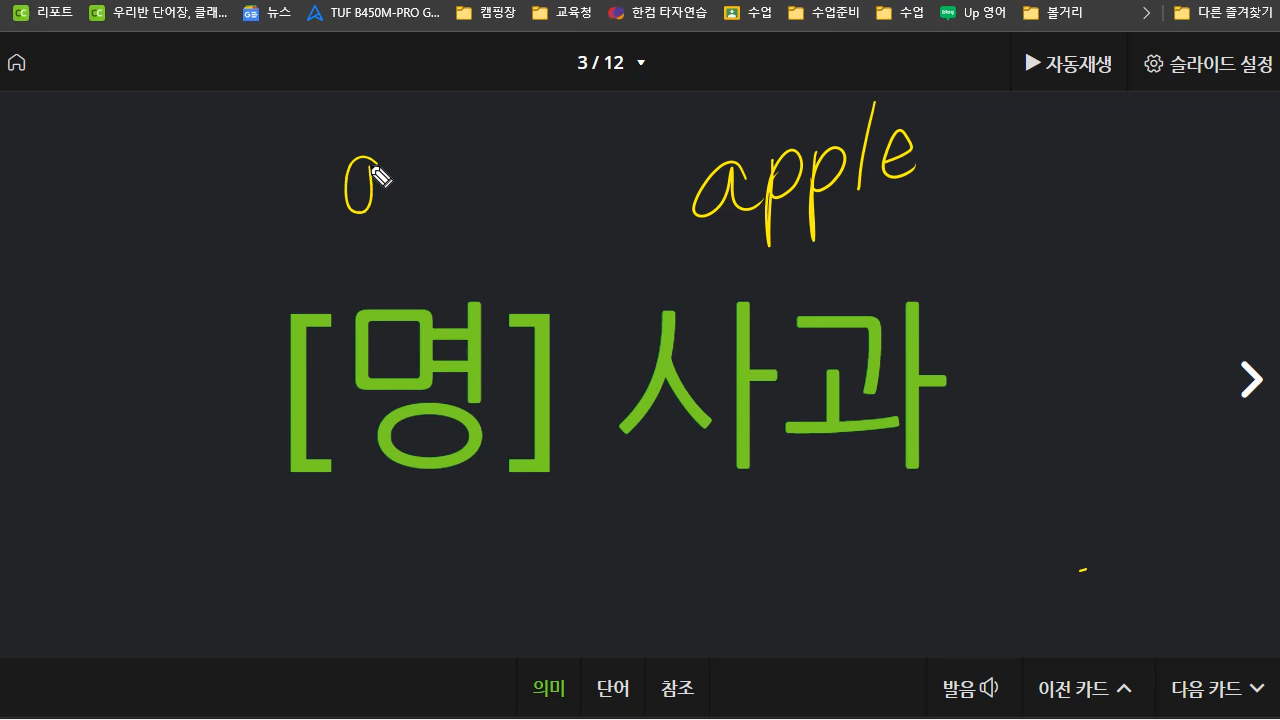 리포트 우리반 단어장, 클래... 뉴스 TUF B450M-PRO G... 캠핑장 교육청 한컴 타자연습 수업 수업준비 수업 Up 영어 볼거리 다른 즐겨찾기
3 / 12 자동재생 슬라이드 설정
a apple
[명] 사과
의미 단어 참조 발음 이전 카드 다음 카드